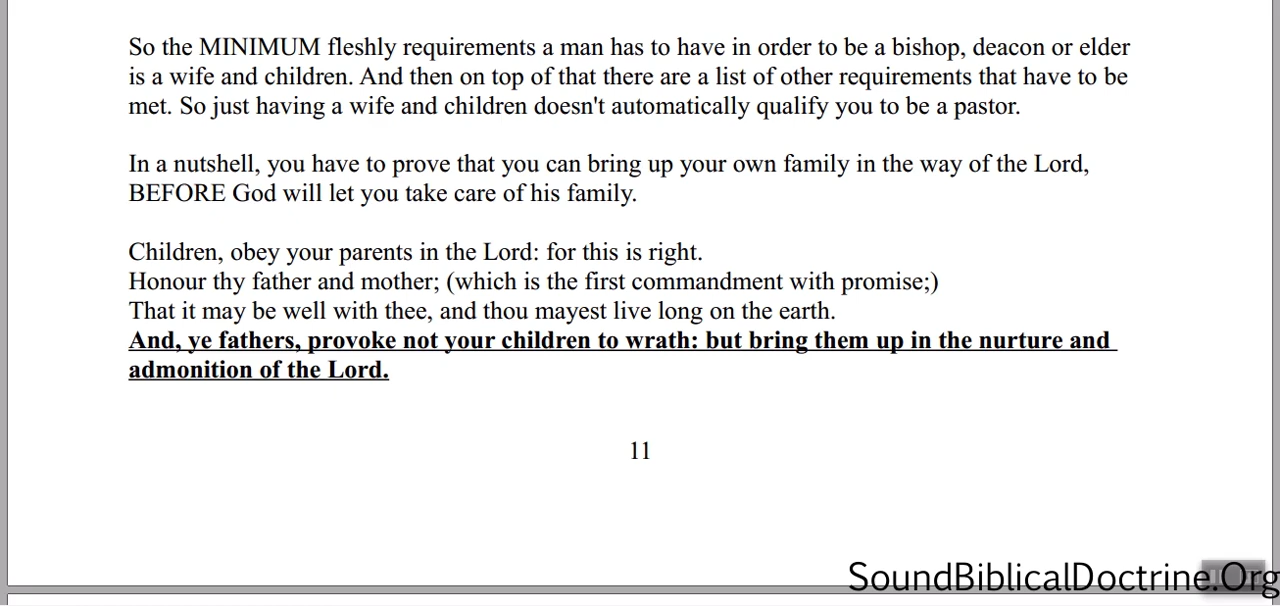 So the MINIMUM fleshly requirements a man has to have in order to be a bishop, deacon or elder
is a wife and children. And then on top of that there are a list of other requirements that have to be
met. So just having a wife and children doesn't automatically qualify you to be a pastor.
In a nutshell, you have to prove that you can bring up your own family in the way of the Lord,
BEFORE God will let you take care of his family.
Children, obey your parents in the Lord: for this is right.
Honour thy father and mother; (which is the first commandment with promise;)
That it may be well with thee, and thou mayest live long on the earth.
And, ye fathers, provoke not your children to wrath: but bring them up in the nurture and
admonition of the Lord.
11
SoundBiblicalDoctrine.Org